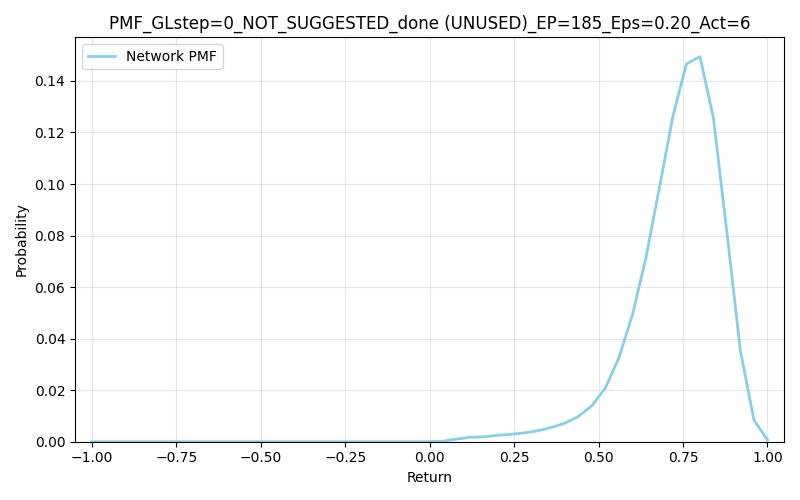 PMF_GLstep=0_NOT_SUGGESTED_done (UNUSED)_EP=185_Eps=0.20_Act=6
Network PMF
Probability
0.14
0.12
0.10
0.08
0.06
0.04
0.02
0.00
−1.00 −0.75 −0.50 −0.25 0.00 0.25 0.50 0.75 1.00
Return